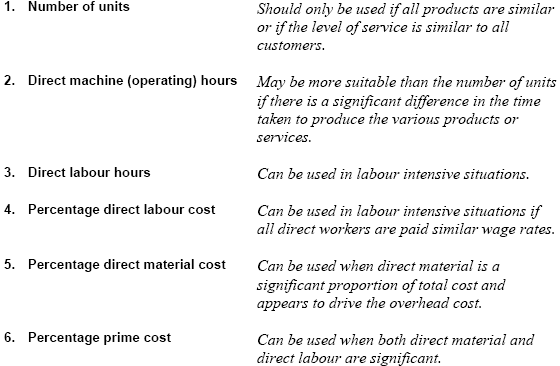 1. Number of units Should only be used if all products are similar
or if the level of service is similar to all
customers.
2. Direct machine (operating) hours May be more suitable than the number of units
if there is a significant difference in the time
taken to produce the various products or
services.
3. Direct labour hours Can be used in labour intensive situations.
4. Percentage direct labour cost Can be used in labour intensive situations if
all direct workers are paid similar wage rates.
5. Percentage direct material cost Can be used when direct material is a
significant proportion of total cost and
appears to drive the overhead cost.
6. Percentage prime cost Can be used when both direct material and
direct labour are significant.